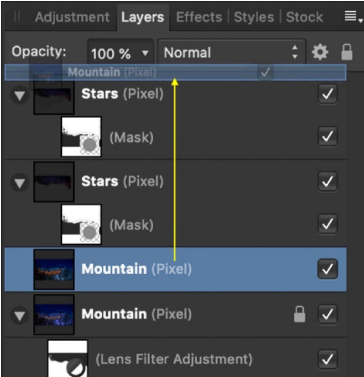 Adjustment Layers Effects Styles Stock
Opacity: 100 % Normal
Mountain (Pixel)
Stars (Pixel)
(Mask)
Stars (Pixel)
(Mask)
Mountain (Pixel)
Mountain (Pixel)
(Lens Filter Adjustment)